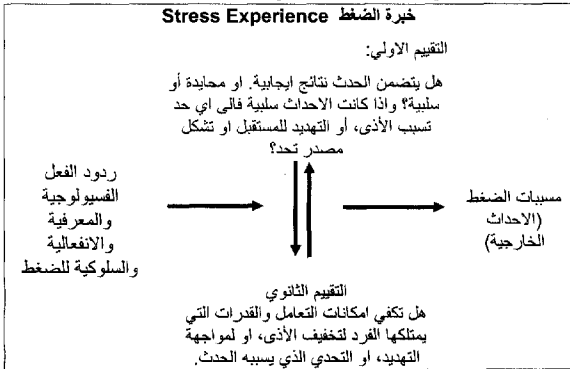 خبرة الضغط Stress Experience
التقييم الاولي:
هل يتضمن الحدث نتائج ايجابية. او محايدة أو
سلبية؟ واذا كانت الاحداث سلبية فالى اي حد
تسبب الأذى، أو التهديد للمستقبل او تشكل
مصدر تحد؟
مسببات الضغط
(الاحداث
الخارجية)
ردود الفعل
الفسيولوجية
والمعرفية
والانفعالية
والسلوكية للضغط
التقييم الثانوي
هل تكفي امكانات التعامل والقدرات التي
يمتلكها الفرد لتخفيف الأذى، او لمواجهة
التهديد، او التحدي الذي يسببه الحدث.